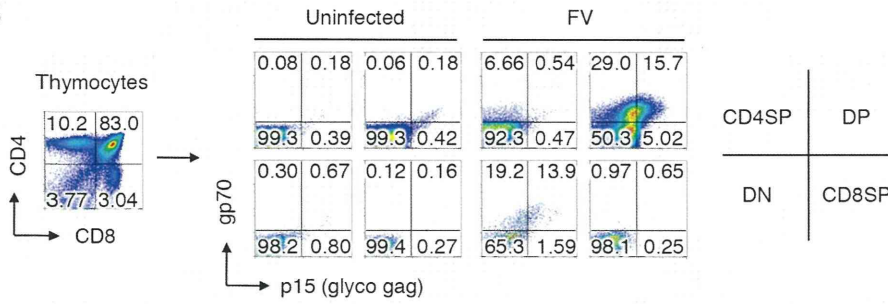 Uninfected FV
Thymocytes
0.08 0.18 0.06 0.18 6.66 0.54 29.0 15.7
10.2 83.0
CD4SP DP
99.3 0.39 99.3 0.42 92.3 0.47 50.3 5.02
CD4
0.30 0.67 0.12 0.16 19.2 13.9 0.97 0.65
3.77 3.04
DN CD8SP
gp70
CD8
98.2 0.80 99.4 0.27 65.3 1.59 98.1 0.25
p15 (glyco gag)